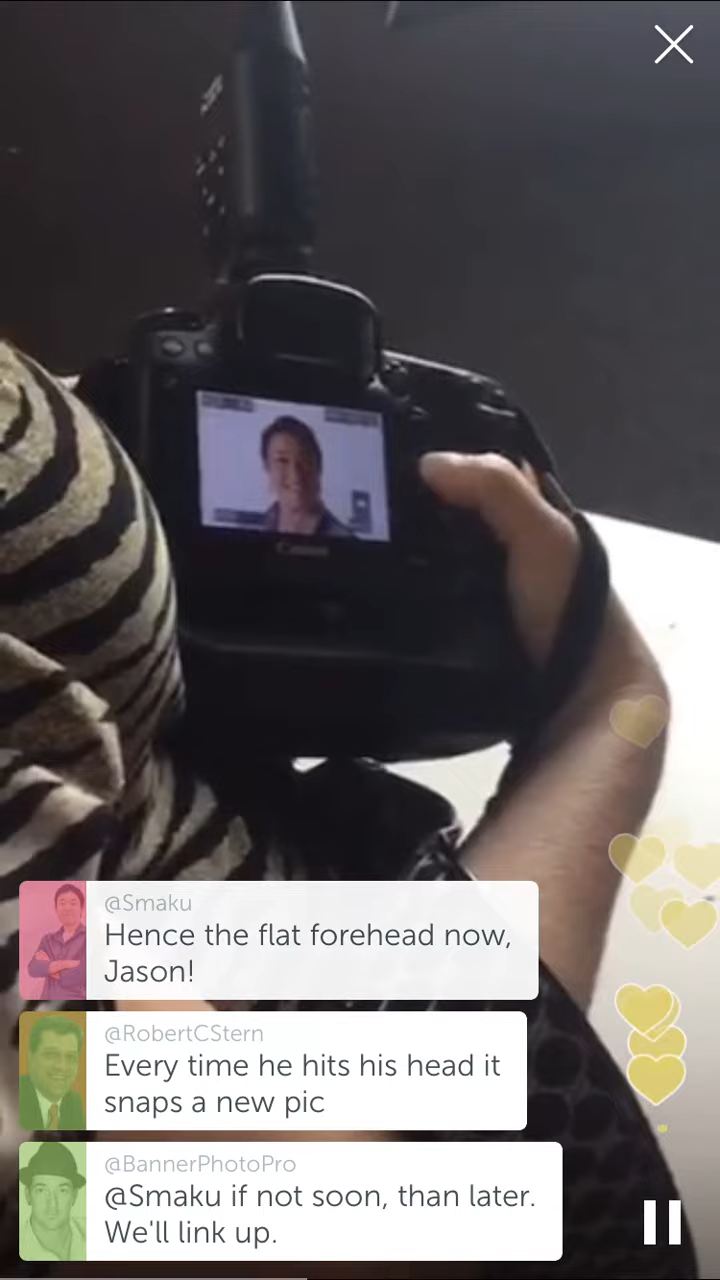 Canon
@Smaku
Hence the flat forehead now,
Jason!
@RobertCStern
Every time he hits his head it
snaps a new pic
@BannerPhotoPro
@Smaku if not soon, than later.
We'll link up.